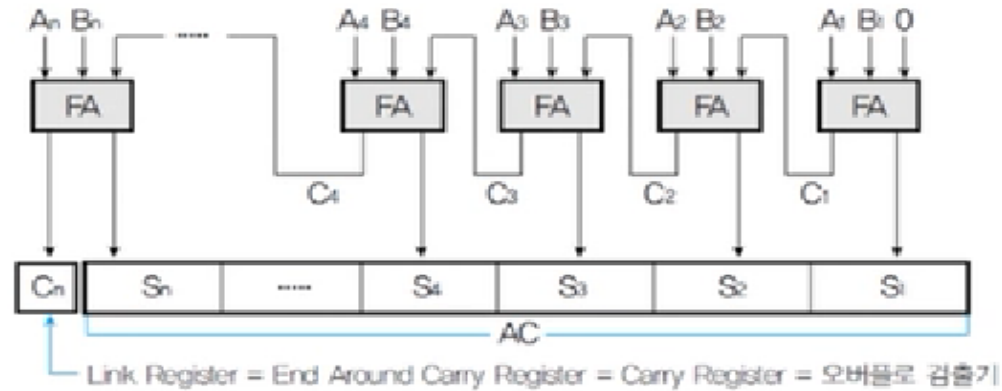 An Bn ..... A4 B4 A3 B3 A2 B2 A1 B1 0
FA FA FA FA FA
C4 C3 C2 C1
Cn Sn ..... S4 S3 S2 S1
AC
Link Register = End Around Carry Register = Carry Register = 오버플로 검출기